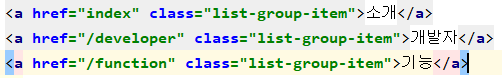 <a href="index" class="list-group-item">소개</a>
<a href="/developer" class="list-group-item">개발자</a>
<a href="/function" class="list-group-item">기능</a>